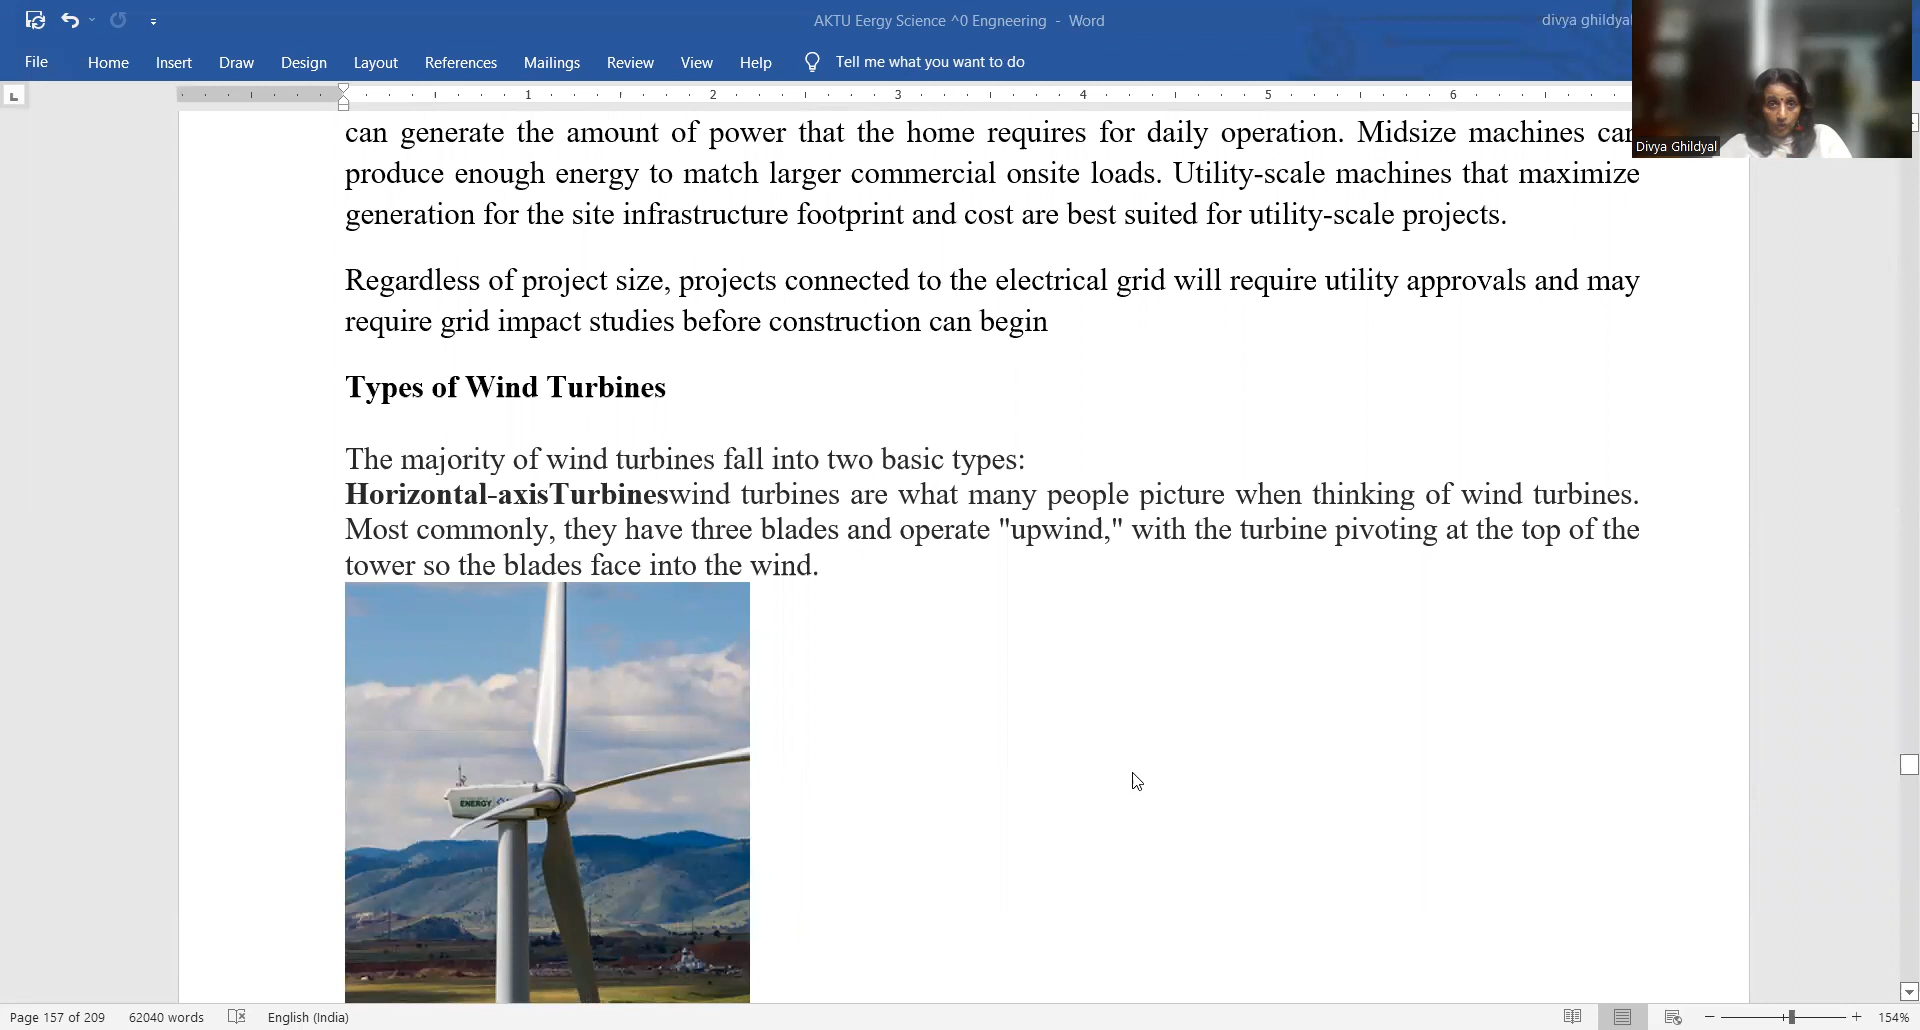 AKTU Eergy Science ^0 Engneering - Word
divya ghildyal
File Home Insert Draw Design Layout References Mailings Review View Help Tell me what you want to do
1 2 3 4 5 6
can generate the amount of power that the home requires for daily operation. Midsize machines can
Divya Ghildyal
produce enough energy to match larger commercial onsite loads. Utility-scale machines that maximize
generation for the site infrastructure footprint and cost are best suited for utility-scale projects.
Regardless of project size, projects connected to the electrical grid will require utility approvals and may
require grid impact studies before construction can begin
Types of Wind Turbines
The majority of wind turbines fall into two basic types:
Horizontal-axisTurbineswind turbines are what many people picture when thinking of wind turbines.
Most commonly, they have three blades and operate "upwind," with the turbine pivoting at the top of the
tower so the blades face into the wind.
ENERGY
Page 157 of 209 62040 words English (India) 154%